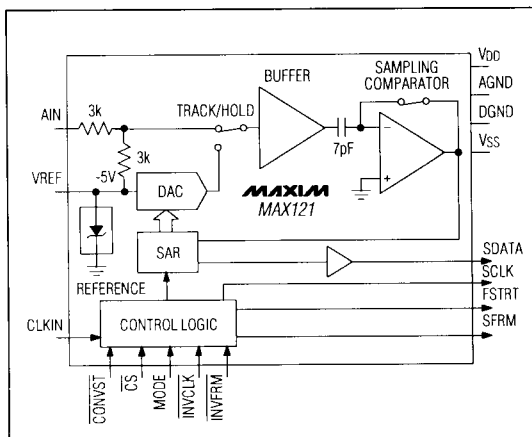 VDD
AGND
DGND
VSS
SAMPLING
COMPARATOR
BUFFER
7pF
TRACK/HOLD
AIN
3k
3k
VREF
-5V
DAC
MAXIM
MAX121
SAR
REFERENCE
CONTROL LOGIC
CLKIN
SDATA
SCLK
FSTRT
SFRM
CONVST
CS
MODE
INVCLK
INVFRM